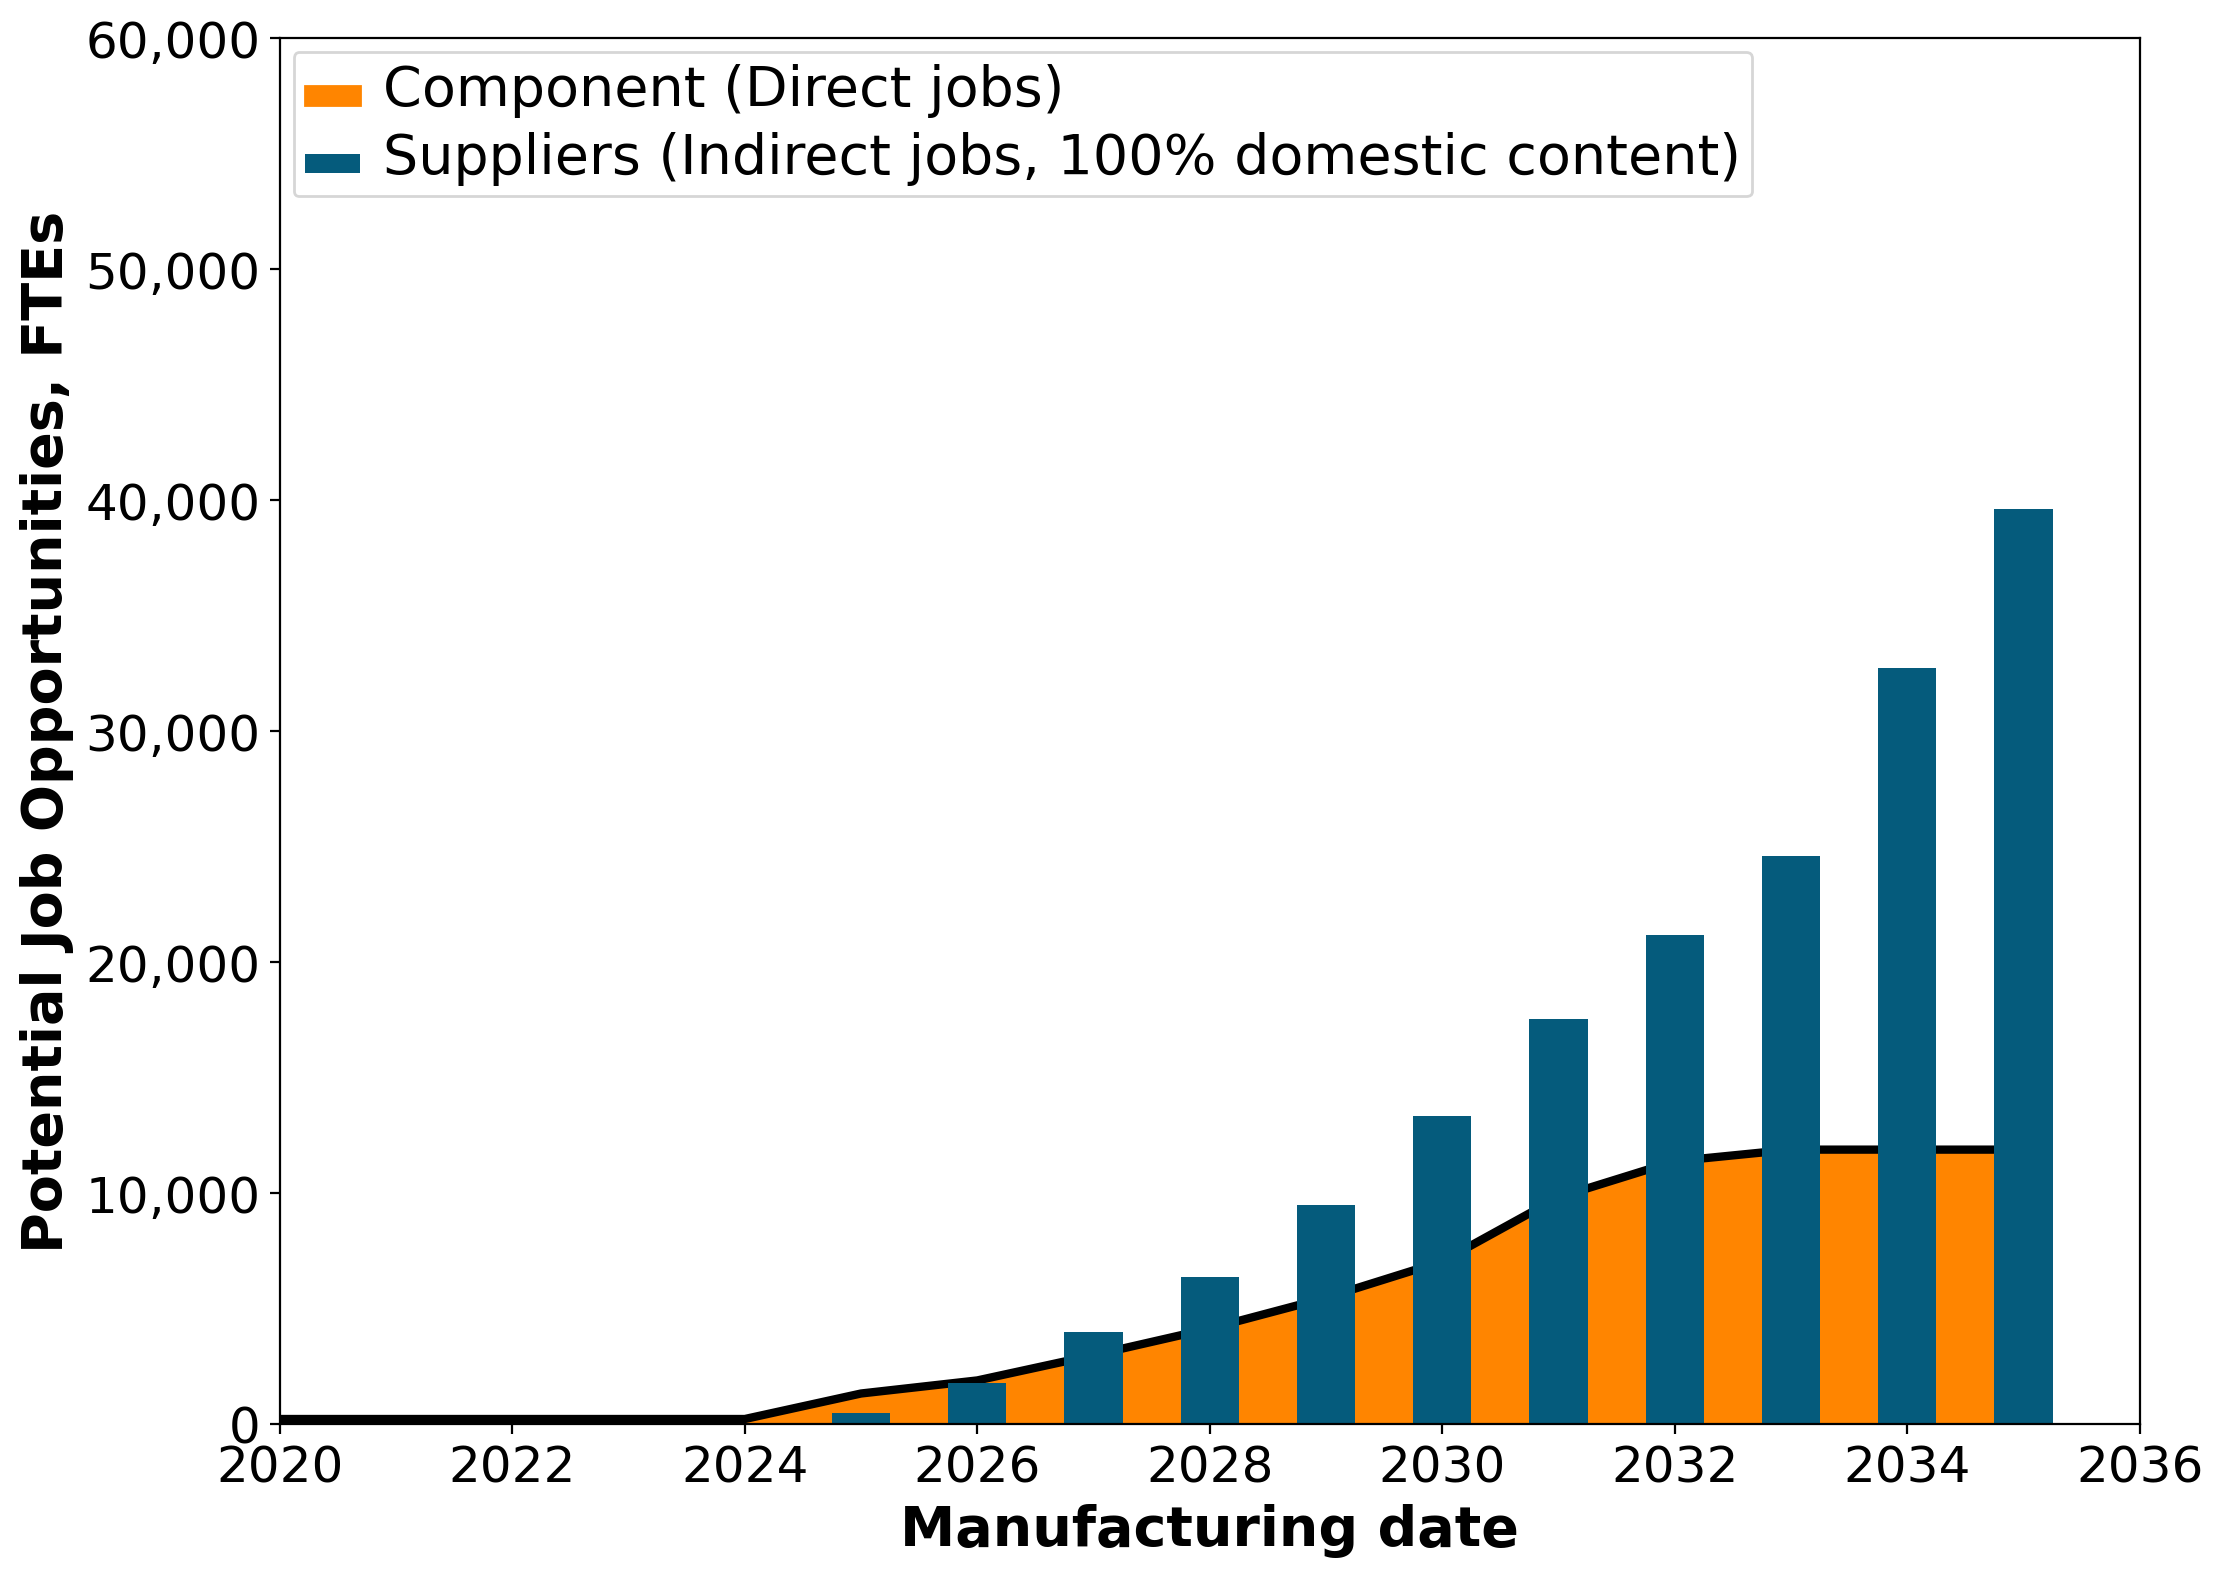 60,000
50,000
40,000
30,000
20,000
10,000
0
Potential Job Opportunities, FTEs
Component (Direct jobs)
Suppliers (Indirect jobs, 100% domestic content)
2020 2022 2024 2026 2028 2030 2032 2034 2036
Manufacturing date